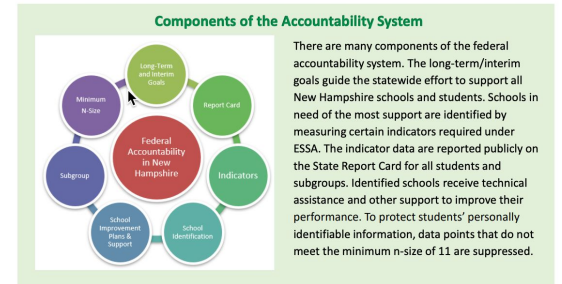 Components of the Accountability System
Long-Term
and Interim
Goals
Report Card
Indicators
School
Identification
School
Improvement
Plans &
Support
Subgroup
Minimum
N-Size
Federal
Accountability
in New
Hampshire
There are many components of the federal
accountability system. The long-term/interim
goals guide the statewide effort to support all
New Hampshire schools and students. Schools in
need of the most support are identified by
measuring certain indicators required under
ESSA. The indicator data are reported publicly on
the State Report Card for all students and
subgroups. Identified schools receive technical
assistance and other support to improve their
performance. To protect students’ personally
identifiable information, data points that do not
meet the minimum n-size of 11 are suppressed.